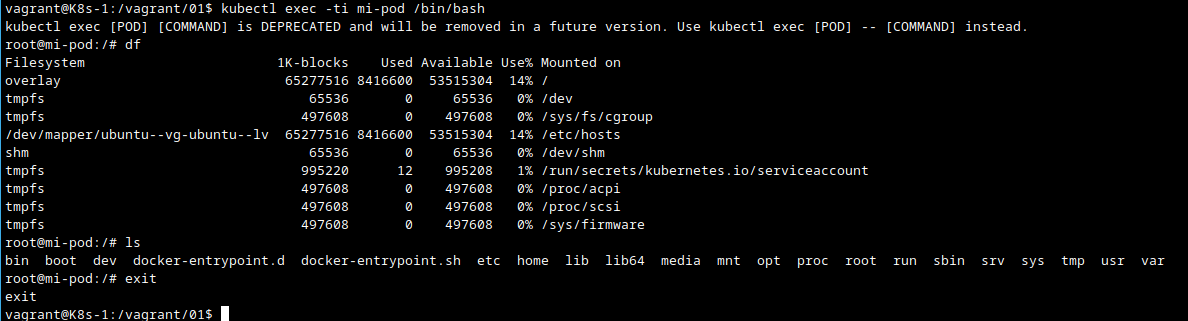 vagrant@K8s-1:/vagrant/01$ kubectl exec -ti mi-pod /bin/bash
kubectl exec [POD] [COMMAND] is DEPRECATED and will be removed in a future version. Use kubectl exec [POD] -- [COMMAND] instead.
root@mi-pod:/# df
Filesystem                        1K-blocks    Used Available Use% Mounted on
overlay                            65277516 8416600  53515304  14% /
tmpfs                                 65536       0     65536   0% /dev
tmpfs                                497608       0    497608   0% /sys/fs/cgroup
/dev/mapper/ubuntu--vg-ubuntu--lv  65277516 8416600  53515304  14% /etc/hosts
shm                                   65536       0     65536   0% /dev/shm
tmpfs                                995220      12    995208   1% /run/secrets/kubernetes.io/serviceaccount
tmpfs                                497608       0    497608   0% /proc/acpi
tmpfs                                497608       0    497608   0% /proc/scsi
tmpfs                                497608       0    497608   0% /sys/firmware
root@mi-pod:/# ls
bin  boot  dev  docker-entrypoint.d  docker-entrypoint.sh  etc  home  lib  lib64  media  mnt  opt  proc  root  run  sbin  srv  sys  tmp  usr  var
root@mi-pod:/# exit
exit
vagrant@K8s-1:/vagrant/01$